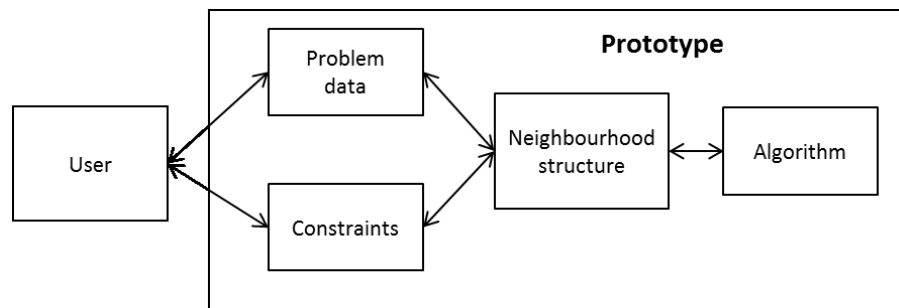 Prototype
Problem
data
User
Neighbourhood
structure
Algorithm
Constraints